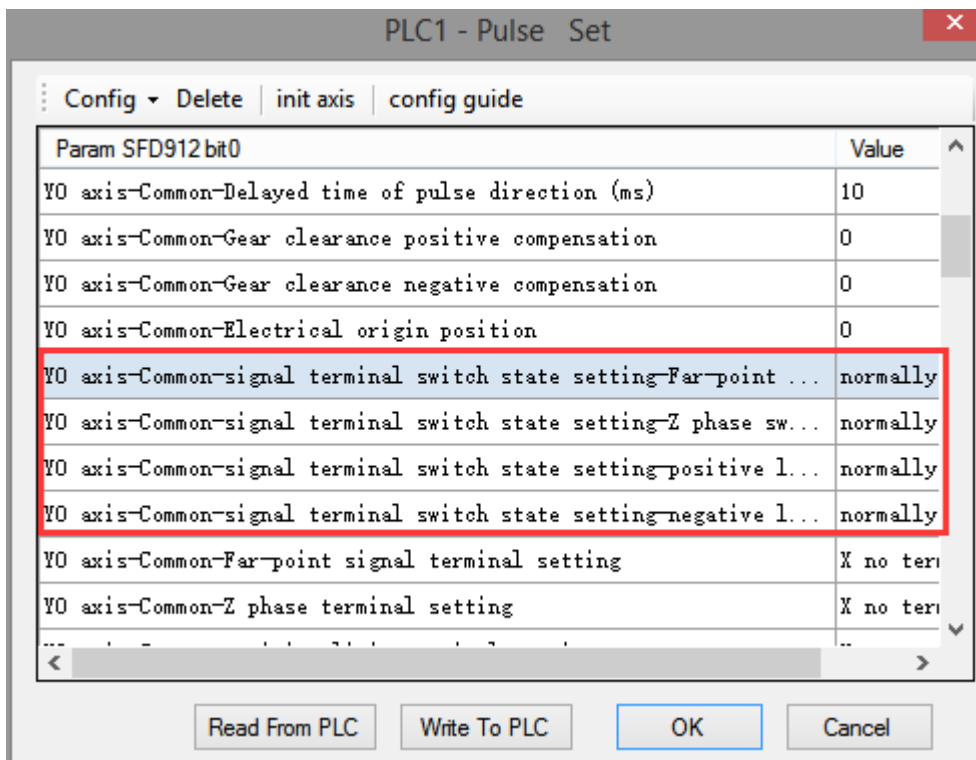 PLC1 - Pulse Set
Config Delete init axis config guide
Param SFD912 bit0 Value
Y0 axis-Common-Delayed time of pulse direction (ms) 10
Y0 axis-Common-Gear clearance positive compensation 0
Y0 axis-Common-Gear clearance negative compensation 0
Y0 axis-Common-Electrical origin position 0
Y0 axis-Common-signal terminal switch state setting-Far-point ... normally
Y0 axis-Common-signal terminal switch state setting-Z phase sw... normally
Y0 axis-Common-signal terminal switch state setting-positive l... normally
Y0 axis-Common-signal terminal switch state setting-negative l... normally
Y0 axis-Common-Far-point signal terminal setting X no ter
Y0 axis-Common-Z phase terminal setting X no ter
Read From PLC Write To PLC OK Cancel